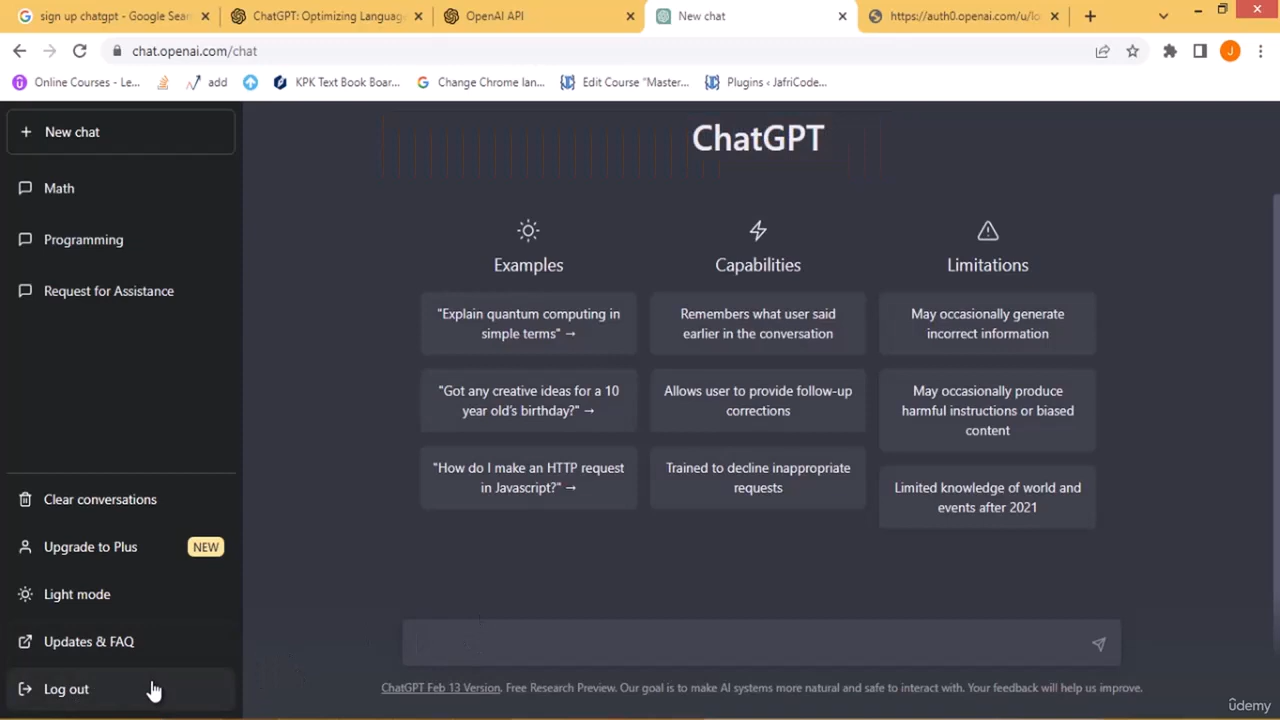 sign up chatgpt - Google Sear
ChatGPT: Optimizing Language
OpenAI API
New chat
https://auth0.openai.com/u/lo
chat.openai.com/chat
J
Online Courses - Le...
add
KPK Text Book Boar...
Change Chrome lan...
Edit Course "Master...
Plugins ‹ JafriCode...
New chat
Math
Programming
Request for Assistance
Clear conversations
Upgrade to Plus
NEW
Light mode
Updates & FAQ
Log out
ChatGPT
Examples
"Explain quantum computing in
simple terms" →
"Got any creative ideas for a 10
year old's birthday?" →
"How do I make an HTTP request
in Javascript?" →
Capabilities
Remembers what user said
earlier in the conversation
Allows user to provide follow-up
corrections
Trained to decline inappropriate
requests
Limitations
May occasionally generate
incorrect information
May occasionally produce
harmful instructions or biased
content
Limited knowledge of world and
events after 2021
ChatGPT Feb 13 Version. Free Research Preview. Our goal is to make AI systems more natural and safe to interact with. Your feedback will help us improve.
ûdemy